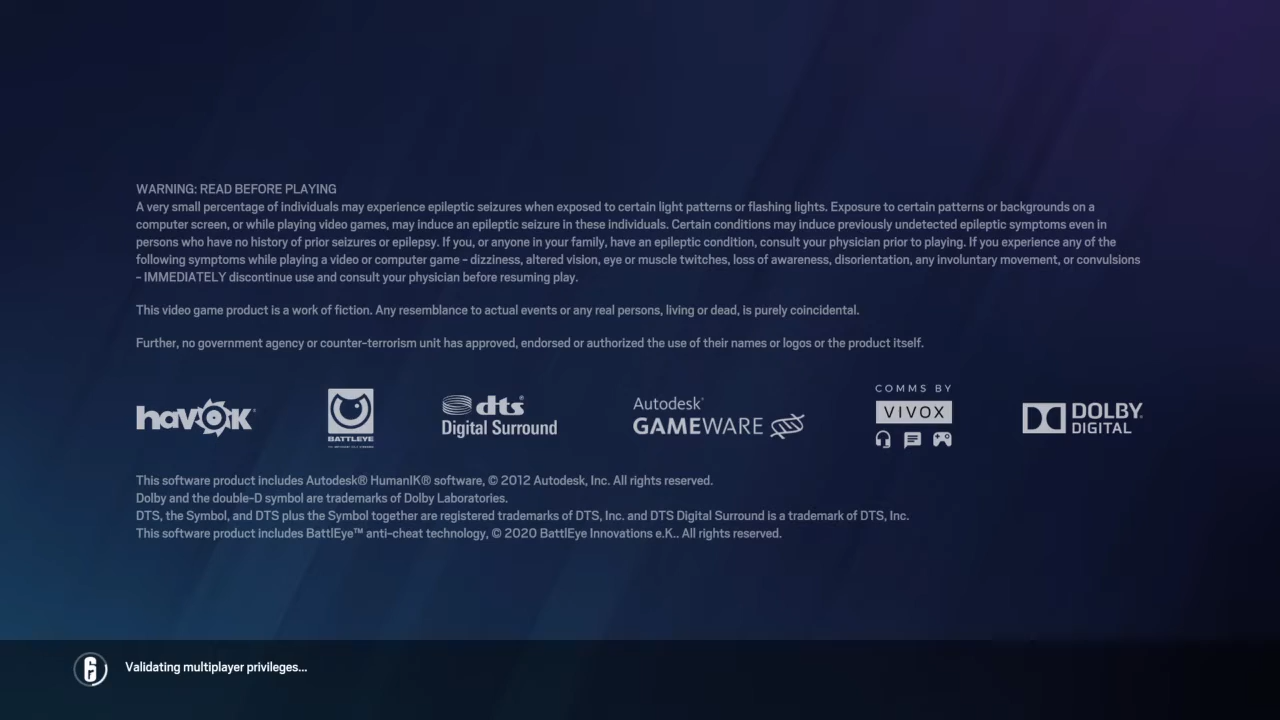 WARNING: READ BEFORE PLAYING
A very small percentage of individuals may experience epileptic seizures when exposed to certain light patterns or flashing lights. Exposure to certain patterns or backgrounds on a
computer screen, or while playing video games, may induce an epileptic seizure in these individuals. Certain conditions may induce previously undetected epileptic symptoms even in
persons who have no history of prior seizures or epilepsy. If you, or anyone in your family, have an epileptic condition, consult your physician prior to playing. If you experience any of the
following symptoms while playing a video or computer game - dizziness, altered vision, eye or muscle twitches, loss of awareness, disorientation, any involuntary movement, or convulsions
- IMMEDIATELY discontinue use and consult your physician before resuming play.
This video game product is a work of fiction. Any resemblance to actual events or any real persons, living or dead, is purely coincidental.
Further, no government agency or counter-terrorism unit has approved, endorsed or authorized the use of their names or logos or the product itself.
havok
BATTLEYE
dts
Digital Surround
Autodesk®
GAMEWARE
COMMS BY
VIVOX
DOLBY
DIGITAL
This software product includes Autodesk® HumanIK® software, © 2012 Autodesk, Inc. All rights reserved.
Dolby and the double-D symbol are trademarks of Dolby Laboratories.
DTS, the Symbol, and DTS plus the Symbol together are registered trademarks of DTS, Inc. and DTS Digital Surround is a trademark of DTS, Inc.
This software product includes BattlEye™ anti-cheat technology, © 2020 BattlEye Innovations e.K.. All rights reserved.
6
Validating multiplayer privileges...